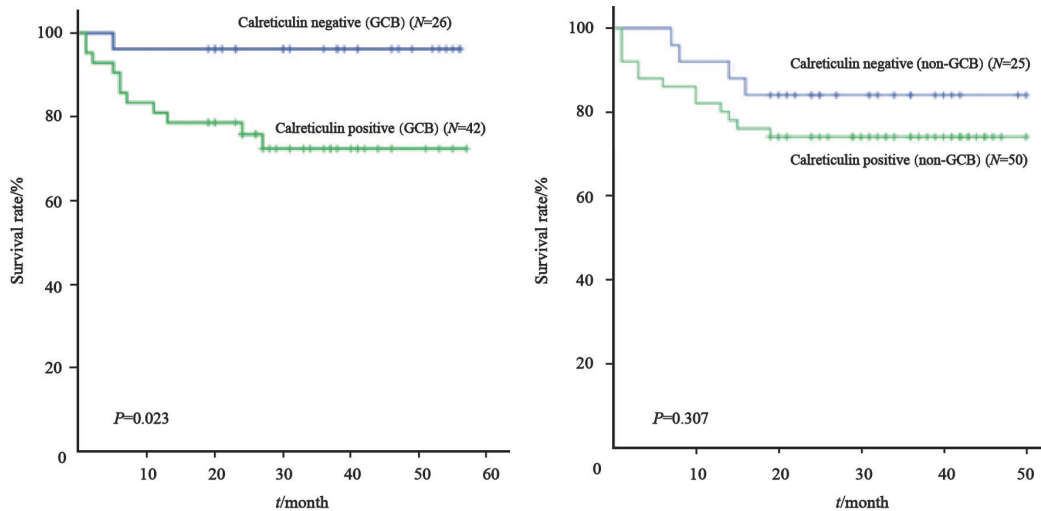 Calreticulin negative (GCB) (N=26)
Calreticulin positive (GCB) (N=42)
Survival rate/%
100
80
60
40
20
0
P=0.023
10
20
30
40
50
60
t/month
Calreticulin negative (non-GCB) (N=25)
Calreticulin positive (non-GCB) (N=50)
Survival rate/%
100
80
60
40
20
0
P=0.307
10
20
30
40
50
t/month